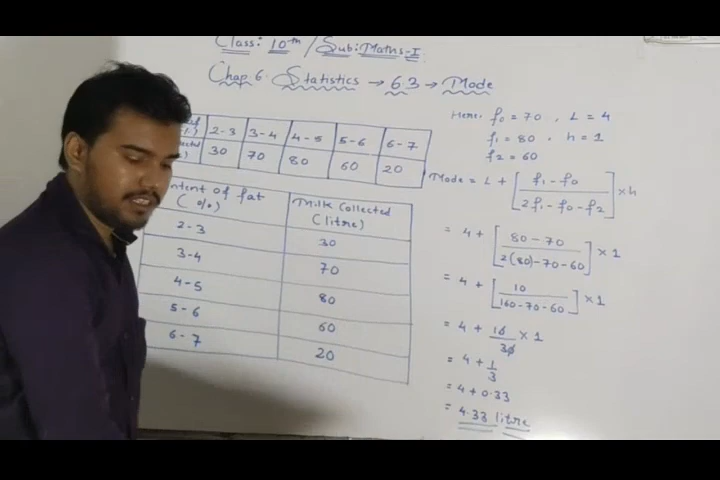 Class: 10th / Sub: Maths-I
Chap 6. Statistics → 6.3 → Mode
2-3 3-4 4-5 5-6 6-7
30 70 80 60 20
of fat Milk Collected
(%) (litre)
2-3 30
3-4 70
4-5 80
5-6 60
6-7 20
Here, f0 = 70 , L = 4
f1 = 80 , h = 1
f2 = 60
Mode = L + [ f1 - f0 / 2f1 - f0 - f2 ] × h
= 4 + [ 80 - 70 / 2(80) - 70 - 60 ] × 1
= 4 + [ 10 / 160 - 70 - 60 ] × 1
= 4 + 10/30 × 1
= 4 + 1/3
= 4 + 0.33
= 4.33 litre